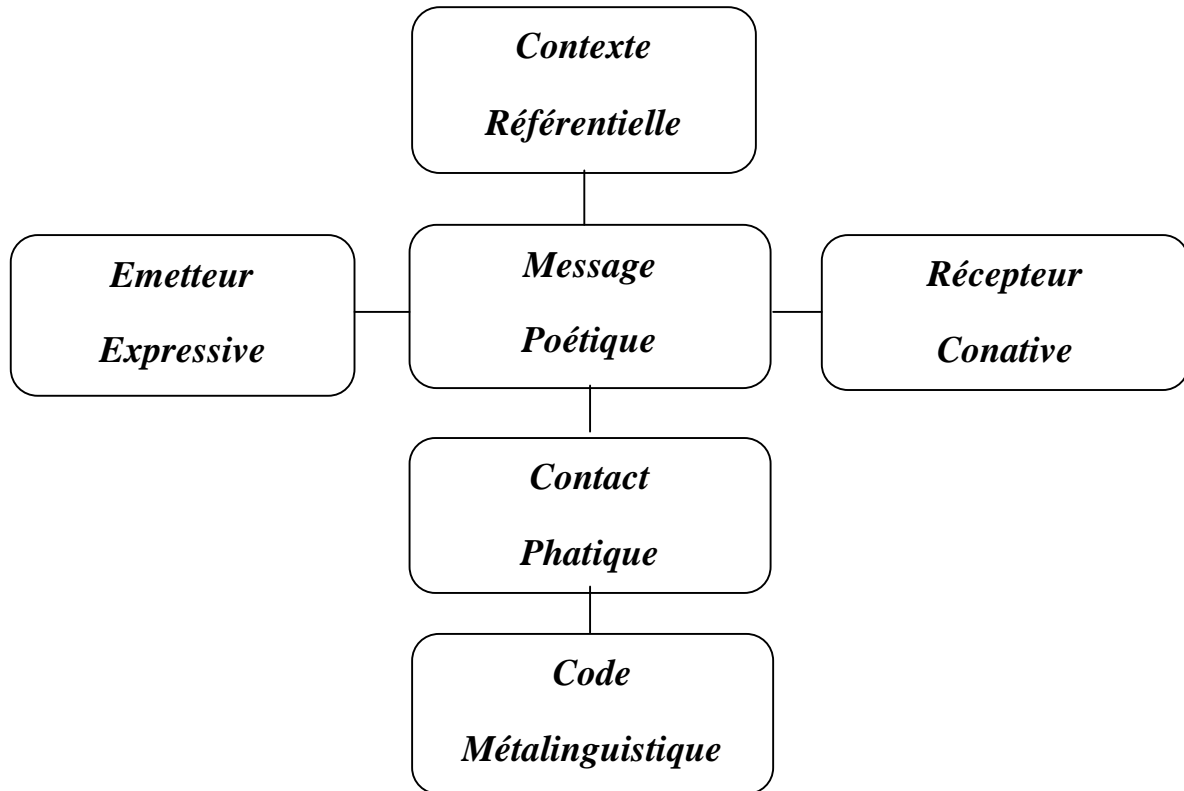 Contexte
Référentielle
Emetteur
Expressive
Message
Poétique
Récepteur
Conative
Contact
Phatique
Code
Métalinguistique